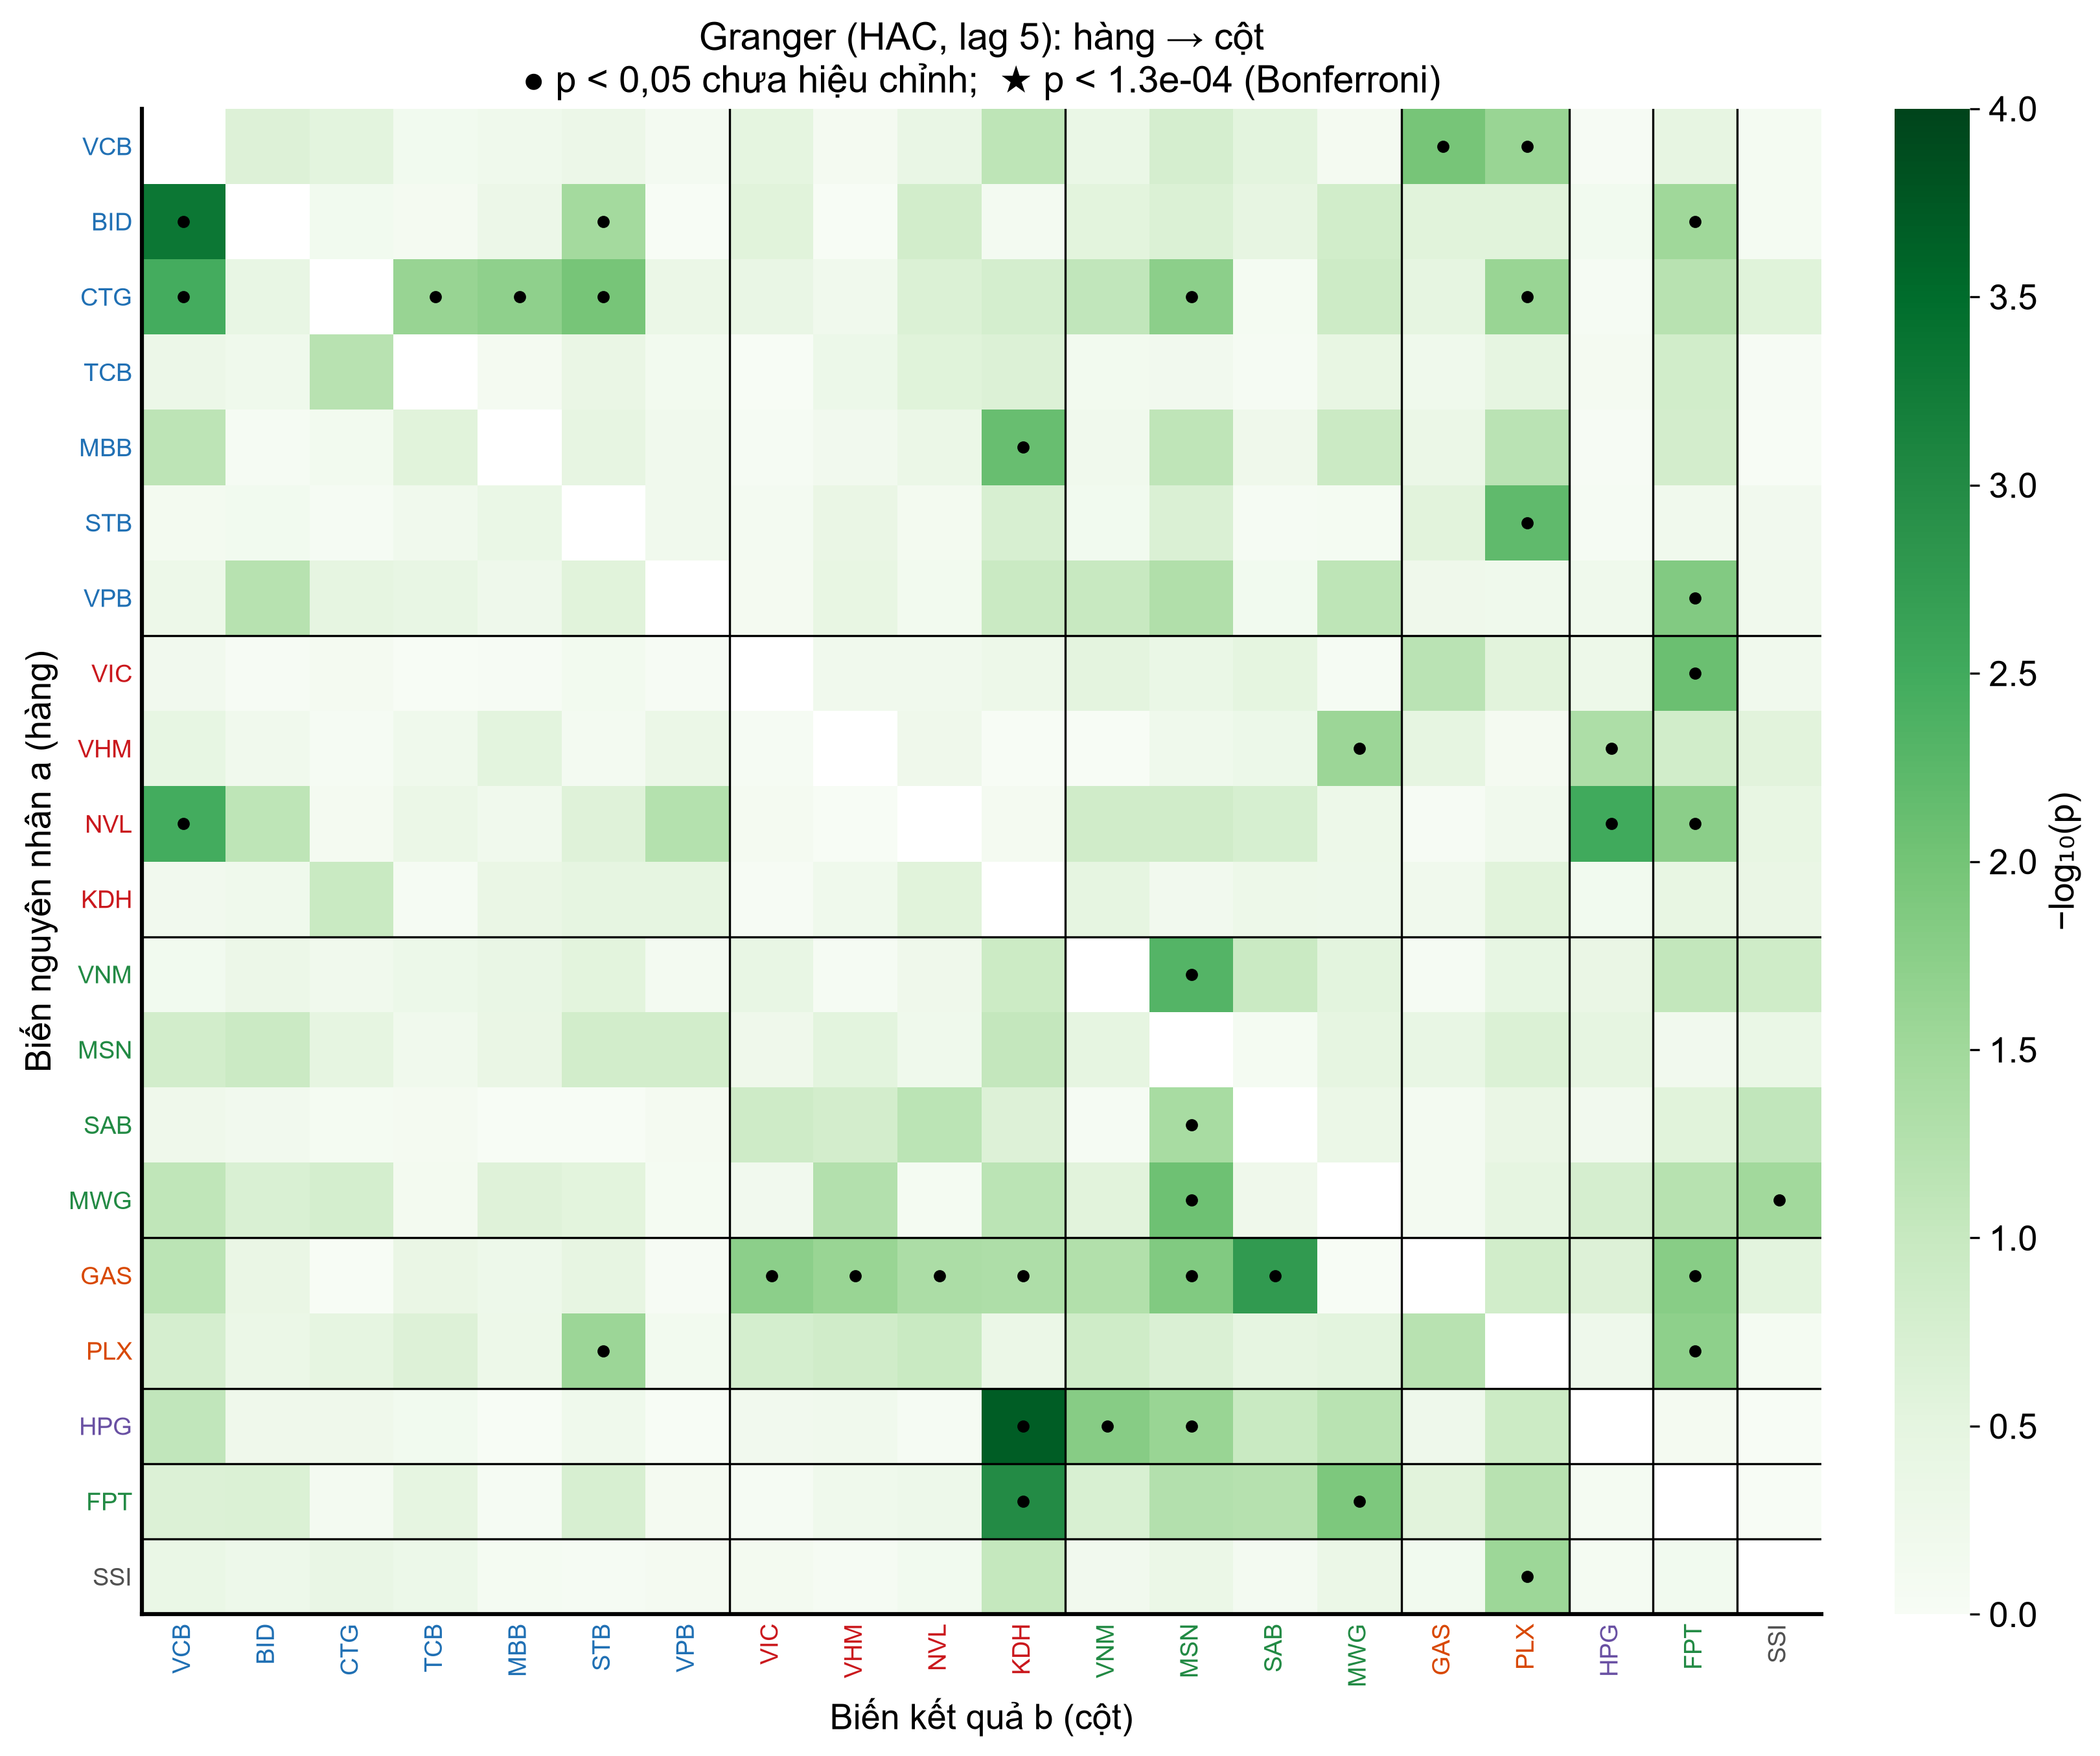 Granger (HAC, lag 5): hàng → cột
● p < 0,05 chưa hiệu chỉnh; ★ p < 1.3e-04 (Bonferroni)
Biến nguyên nhân a (hàng)
VCB
BID
CTG
TCB
MBB
STB
VPB
VIC
VHM
NVL
KDH
VNM
MSN
SAB
MWG
GAS
PLX
HPG
FPT
SSI
VCB
BID
CTG
TCB
MBB
STB
VPB
VIC
VHM
NVL
KDH
VNM
MSN
SAB
MWG
GAS
PLX
HPG
FPT
SSI
Biến kết quả b (cột)
4.0
3.5
3.0
2.5
2.0
1.5
1.0
0.5
0.0
−log₁₀(p)